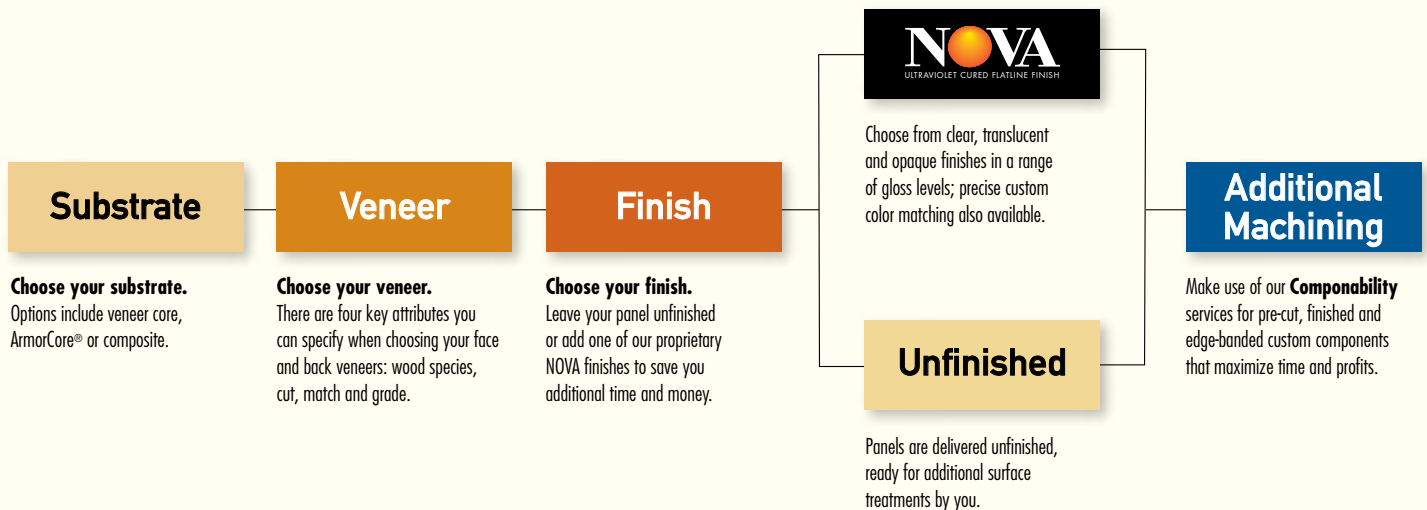 Substrate
Choose your substrate.
Options include veneer core,
ArmorCore® or composite.
Veneer
Choose your veneer.
There are four key attributes you
can specify when choosing your face
and back veneers: wood species,
cut, match and grade.
Finish
Choose your finish.
Leave your panel unfinished
or add one of our proprietary
NOVA finishes to save you
additional time and money.
NOVA
ULTRAVIOLET CURED FLATLINE FINISH
Choose from clear, translucent
and opaque finishes in a range
of gloss levels; precise custom
color matching also available.
Unfinished
Panels are delivered unfinished,
ready for additional surface
treatments by you.
Additional
Machining
Make use of our Componability
services for pre-cut, finished and
edge-banded custom components
that maximize time and profits.